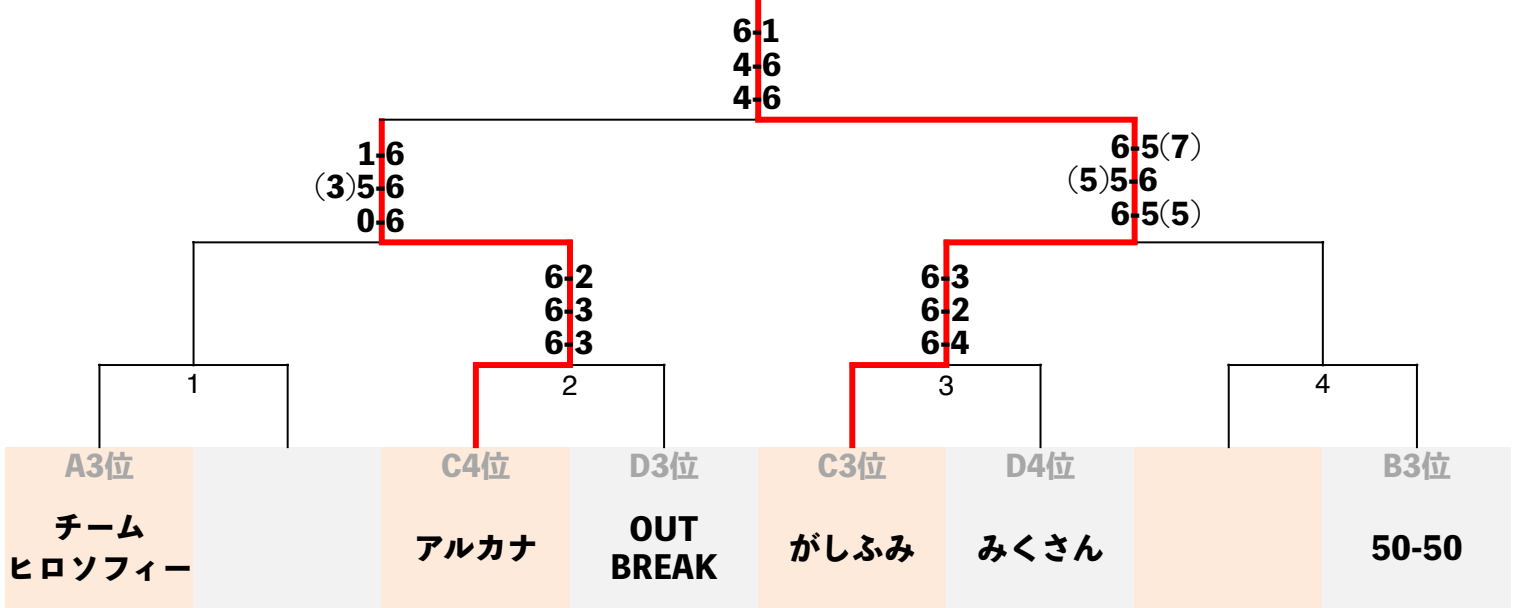 6-1
4-6
4-6
1-6
（3）5-6
0-6
6-5（7）
（5）5-6
6-5（5）
6-2
6-3
6-3
6-3
6-2
6-4
1
2
3
4
A3位
C4位
D3位
C3位
D4位
B3位
チーム
ヒロソフィー
アルカナ
OUT
BREAK
がしふみ
みくさん
50-50